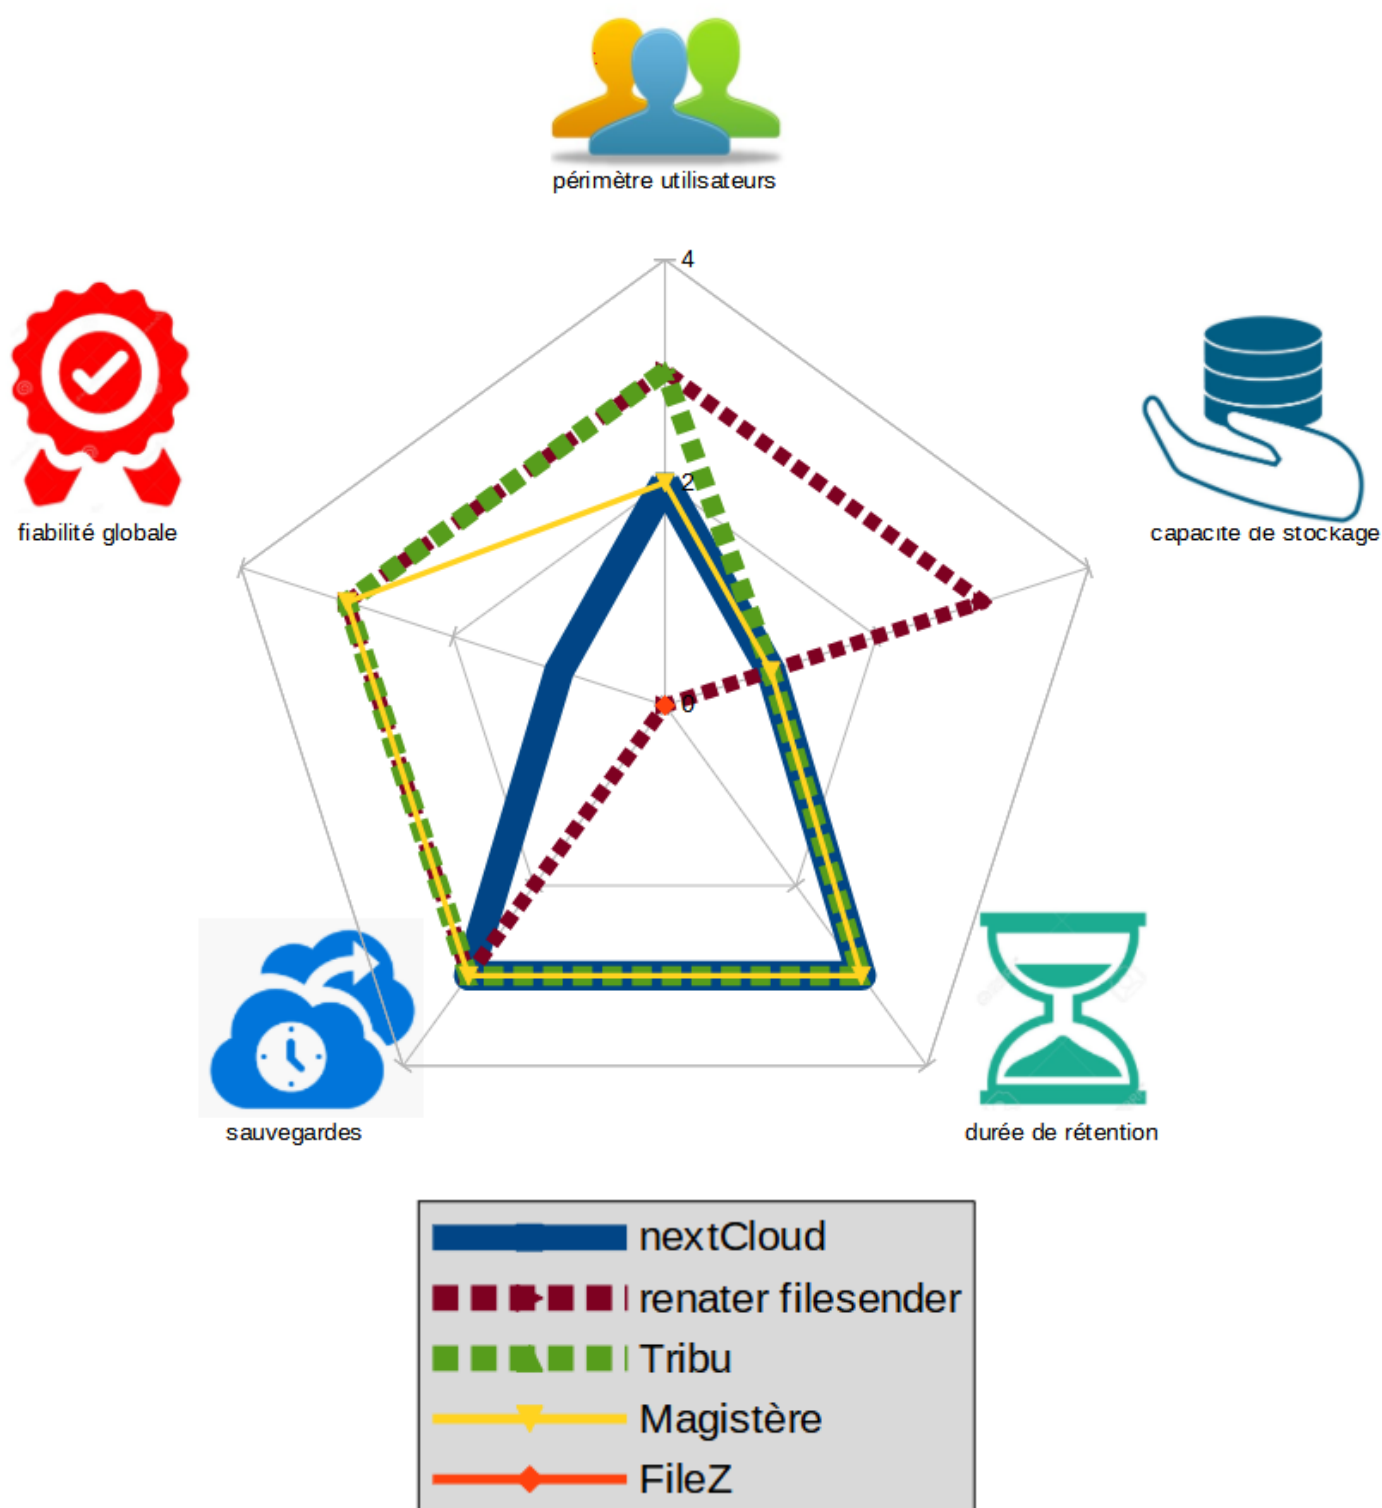 périmètre utilisateurs
4
fiabilité globale
capacité de stockage
2
0
sauvegardes
durée de rétention
nextCloud
renater filesender
Tribu
Magistère
FileZ